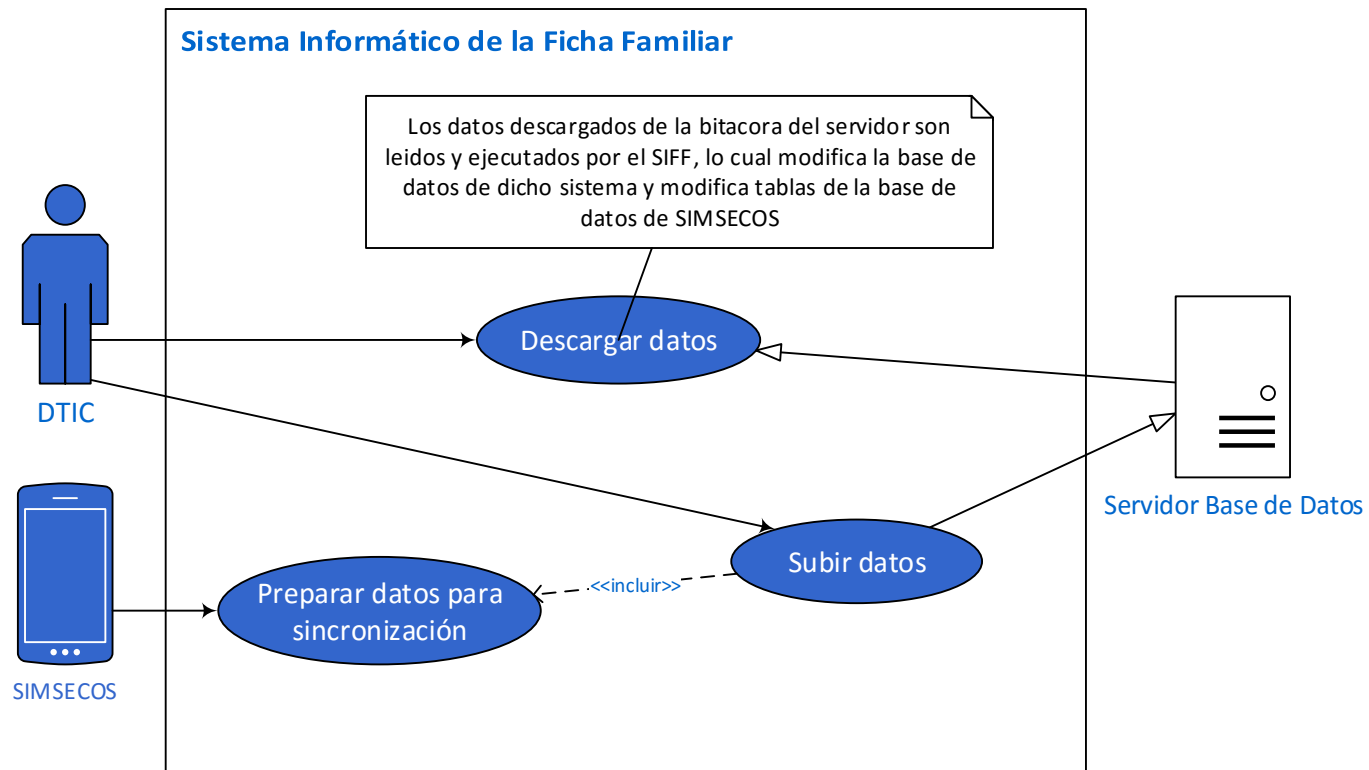 Sistema Informático de la Ficha Familiar
Los datos descargados de la bitacora del servidor son
leidos y ejecutados por el SIFF, lo cual modifica la base de
datos de dicho sistema y modifica tablas de la base de
datos de SIMSECOS
Descargar datos
DTIC
Servidor Base de Datos
Subir datos
<<incluir>>
Preparar datos para
sincronización
SIMSECOS